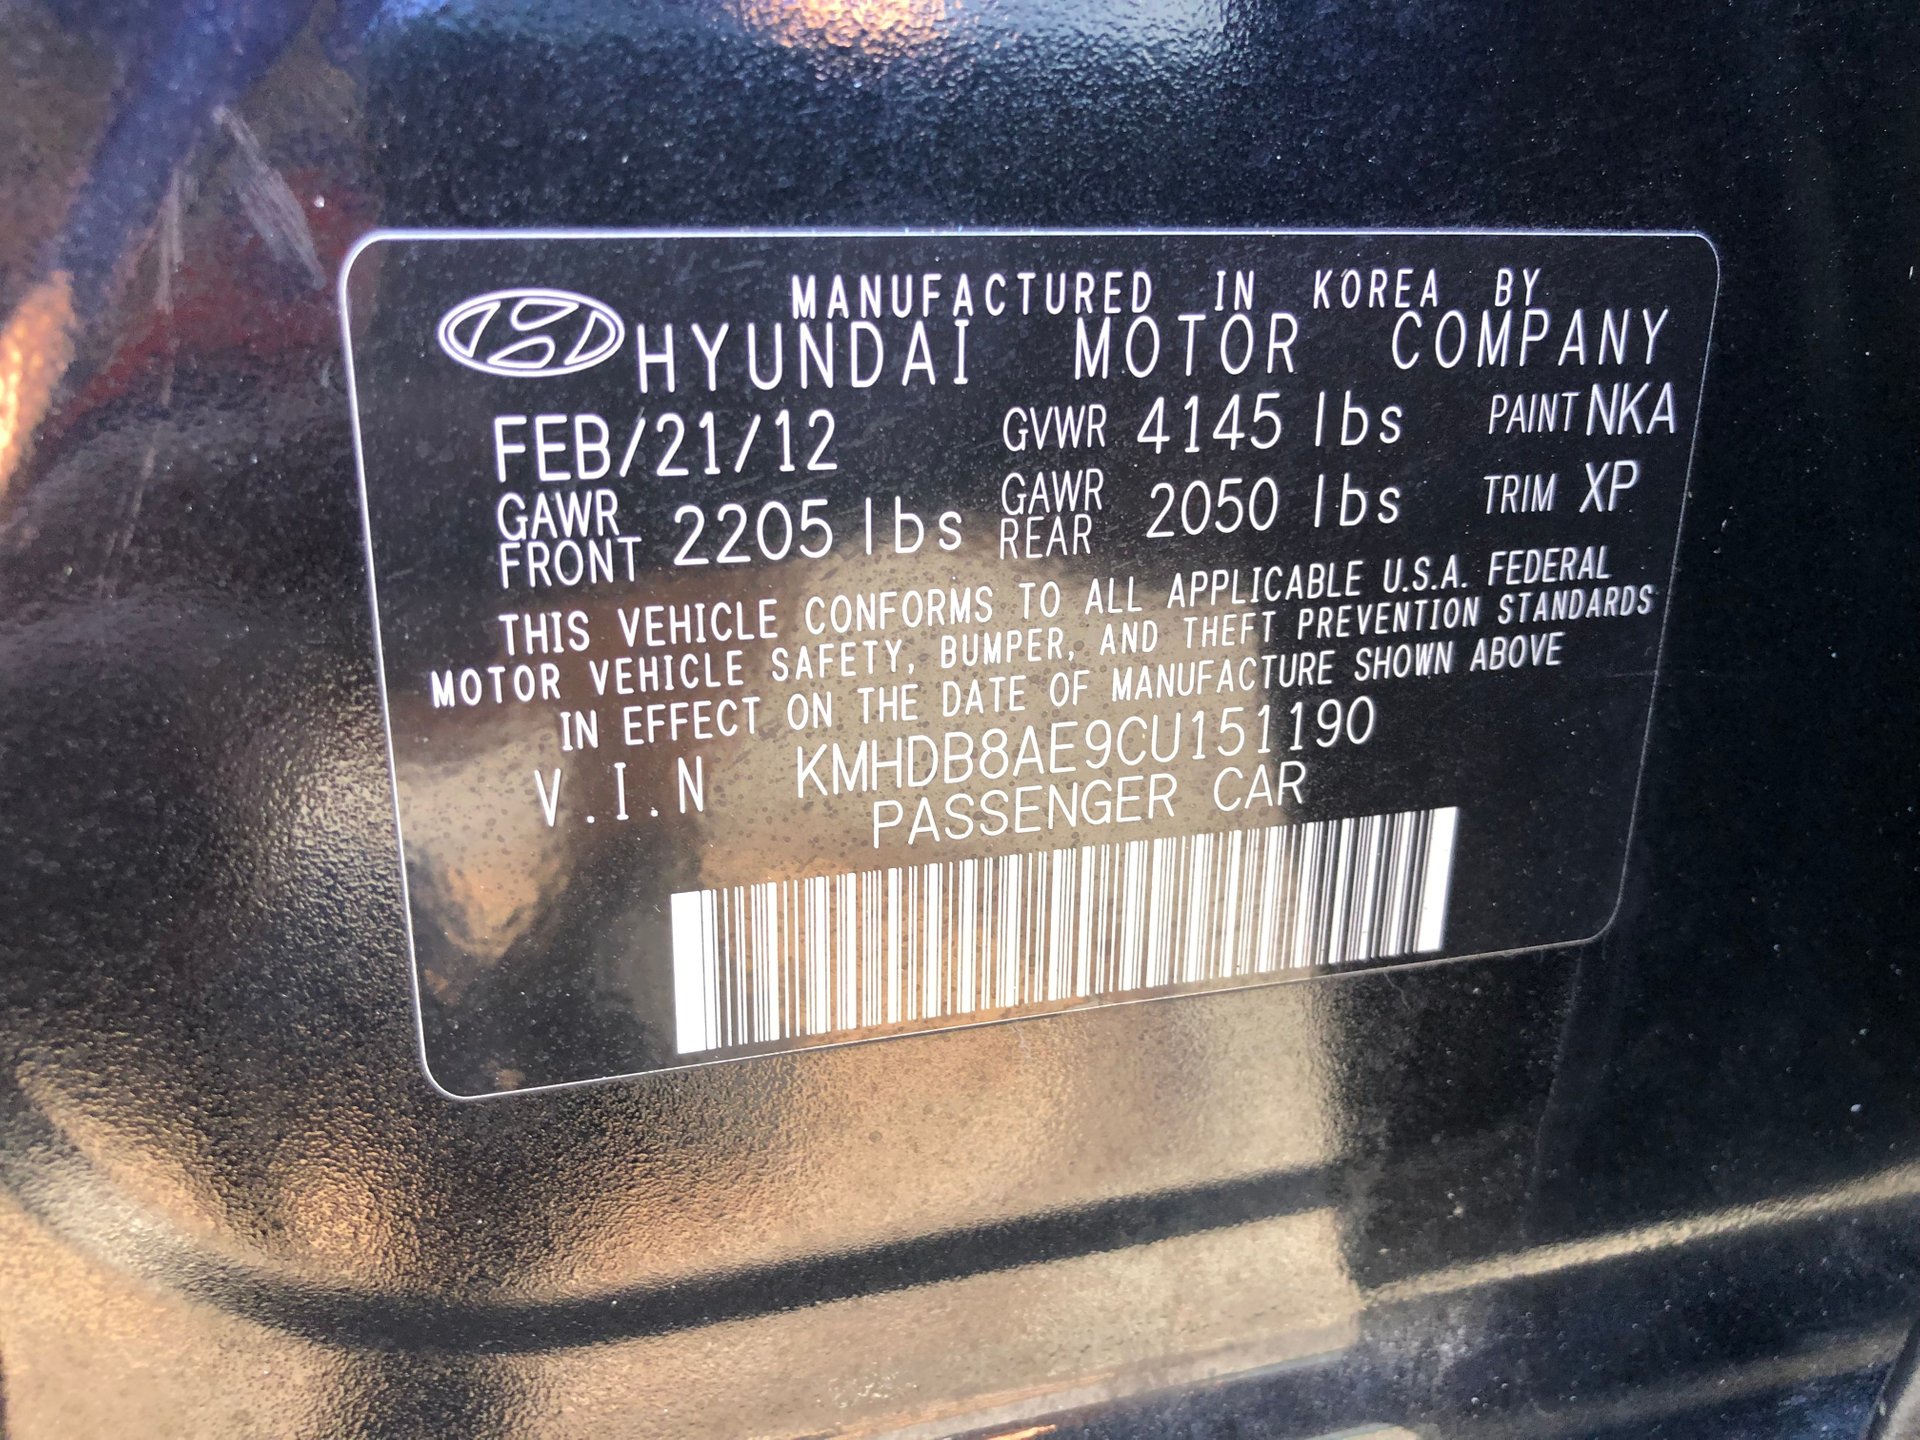 MANUFACTURED IN KOREA BY
HYUNDAI MOTOR COMPANY
FEB/21/12 GVWR 4145 lbs PAINT NKA
GAWR FRONT 2205 lbs GAWR REAR 2050 lbs TRIM XP
THIS VEHICLE CONFORMS TO ALL APPLICABLE U.S.A. FEDERAL
MOTOR VEHICLE SAFETY, BUMPER, AND THEFT PREVENTION STANDARDS
IN EFFECT ON THE DATE OF MANUFACTURE SHOWN ABOVE
V.I.N KMHDB8AE9CU151190
PASSENGER CAR